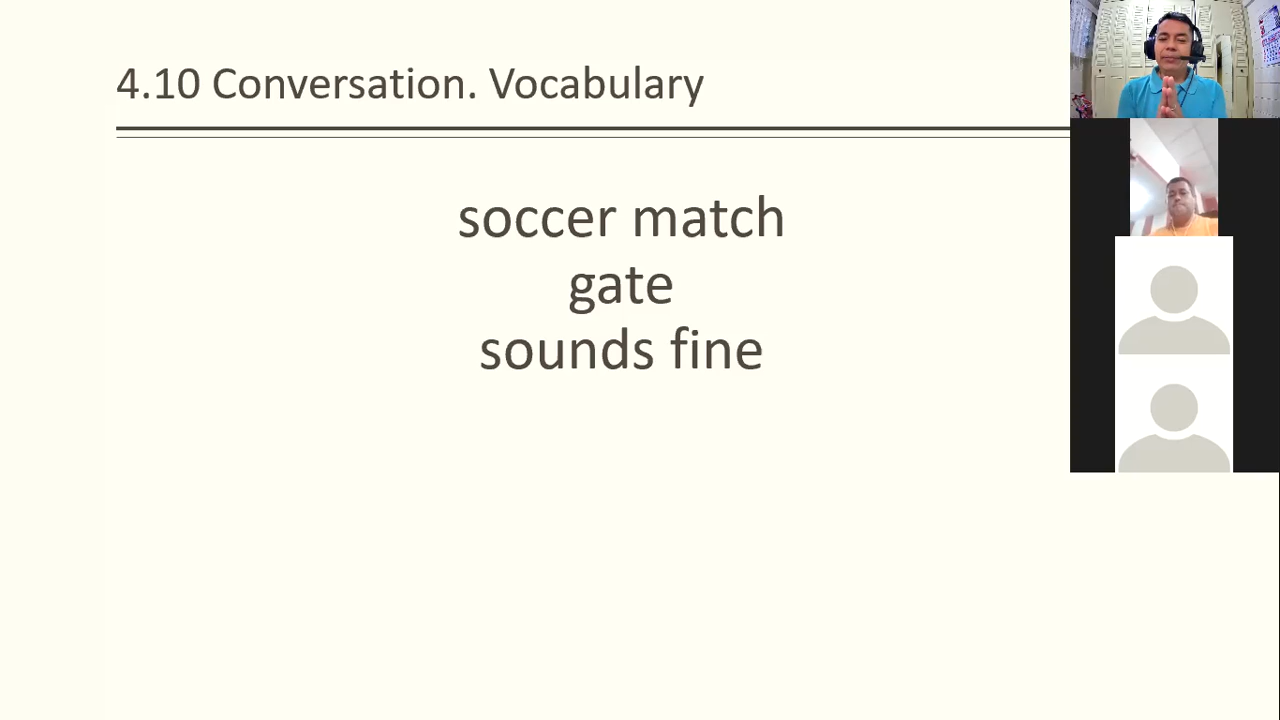 4.10 Conversation. Vocabulary
soccer match
gate
sounds fine